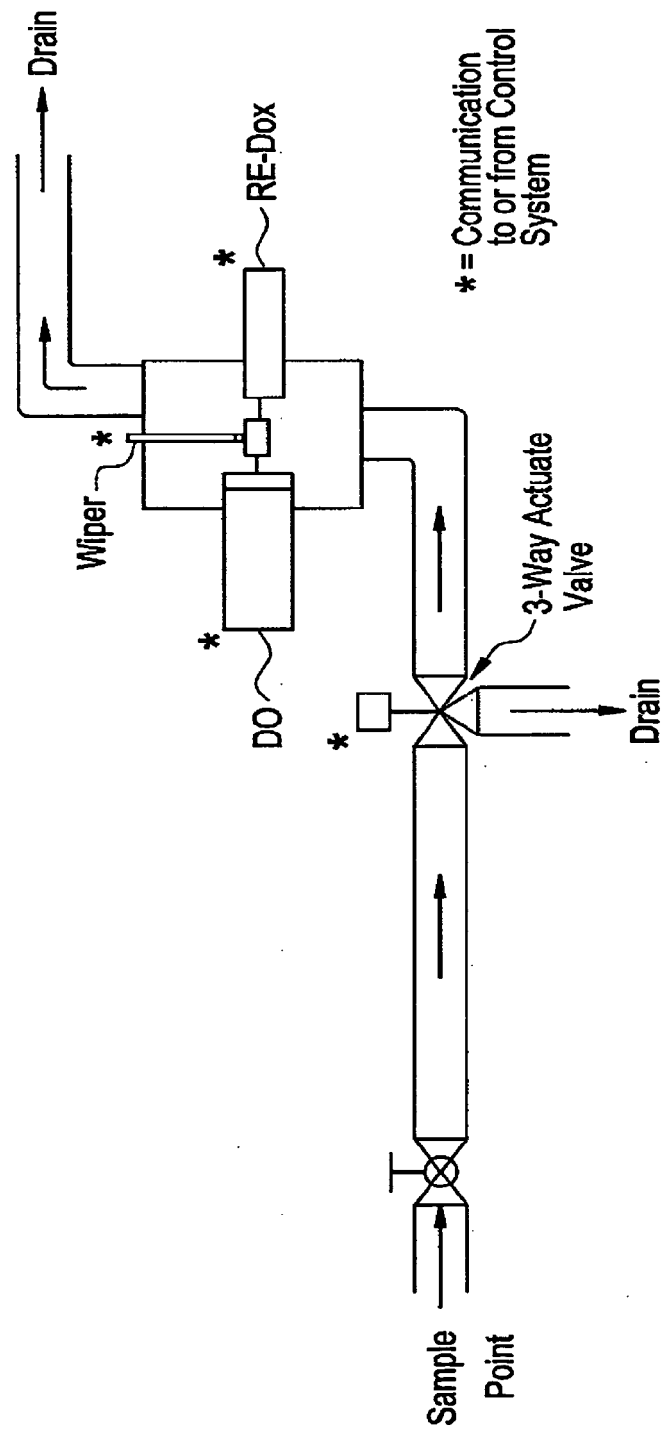 Drain
Wiper
*
*
RE-Dox
*
DO
* = Communication
to or from Control
System
*
3-Way Actuate
Valve
Sample
Point
Drain